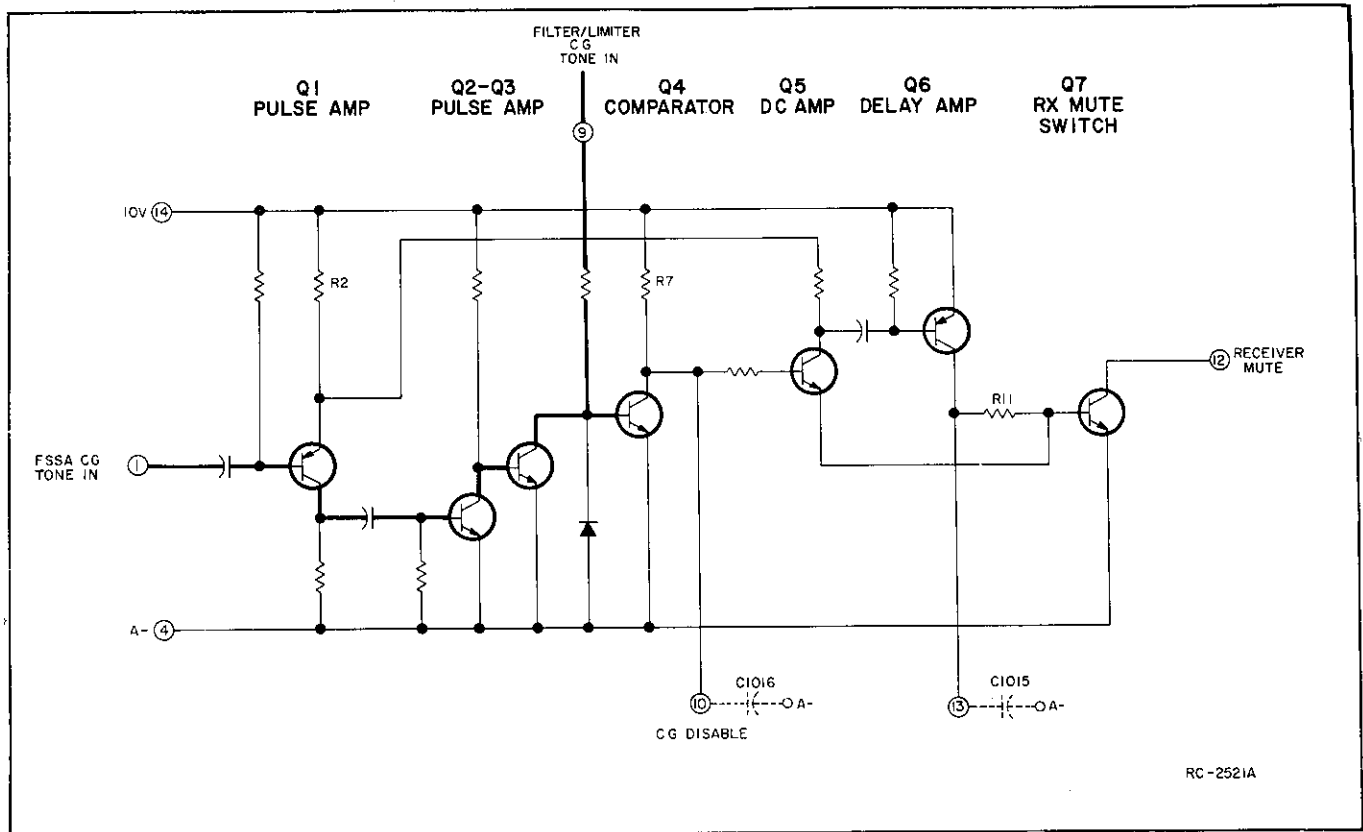 FILTER/LIMITER
CG
TONE IN
Q1
PULSE AMP
Q2-Q3
PULSE AMP
Q4
COMPARATOR
Q5
DC AMP
Q6
DELAY AMP
Q7
RX MUTE
SWITCH
9
10V 14
R2
R7
12 RECEIVER
MUTE
R11
FSSA CG
TONE IN
1
A- 4
C1016
10 A-
CG DISABLE
C1015
13 A-
RC-2521A